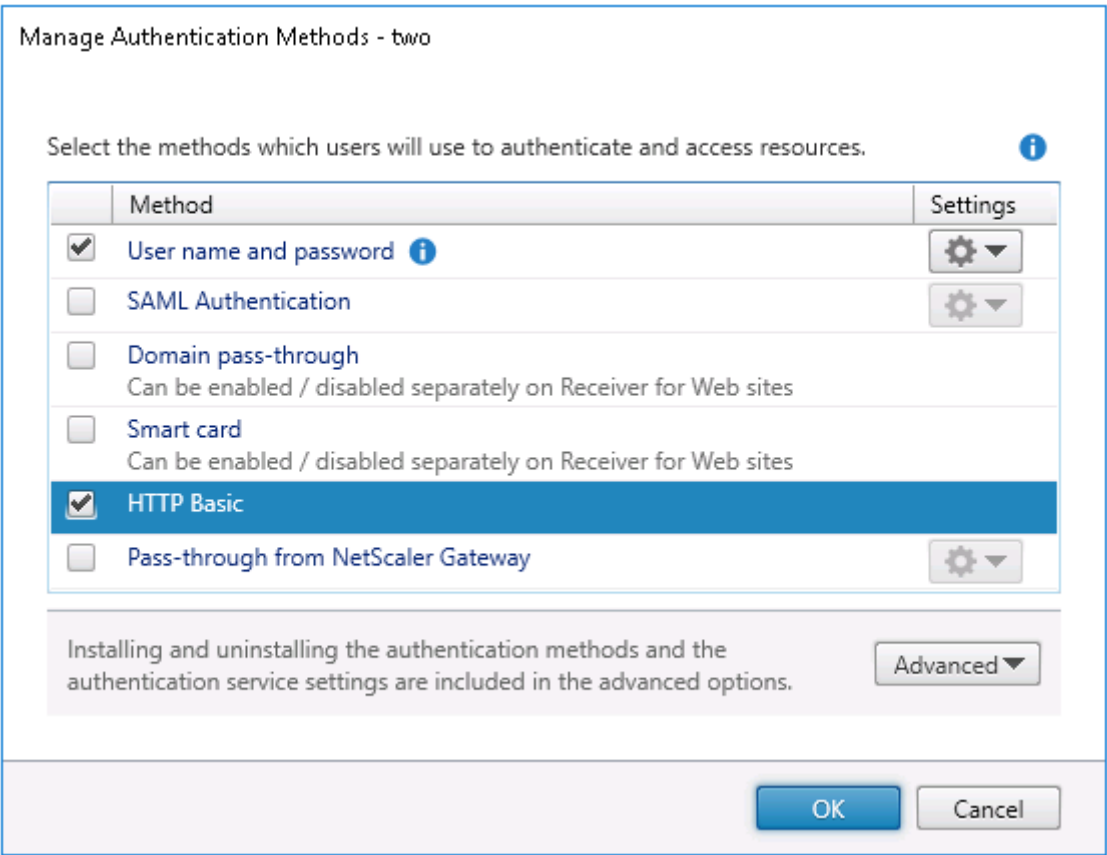 Manage Authentication Methods - two
Select the methods which users will use to authenticate and access resources.
Method Settings
User name and password
SAML Authentication
Domain pass-through
Can be enabled / disabled separately on Receiver for Web sites
Smart card
Can be enabled / disabled separately on Receiver for Web sites
HTTP Basic
Pass-through from NetScaler Gateway
Installing and uninstalling the authentication methods and the
authentication service settings are included in the advanced options.
Advanced
OK Cancel